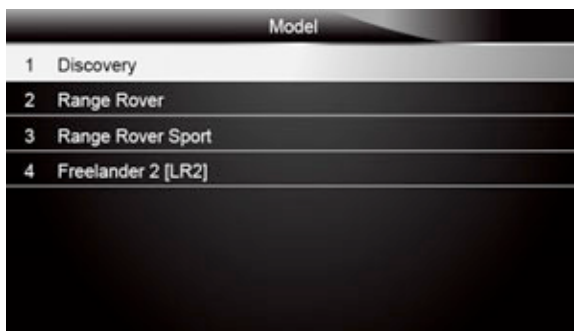 Model
1 Discovery
2 Range Rover
3 Range Rover Sport
4 Freelander 2 [LR2]